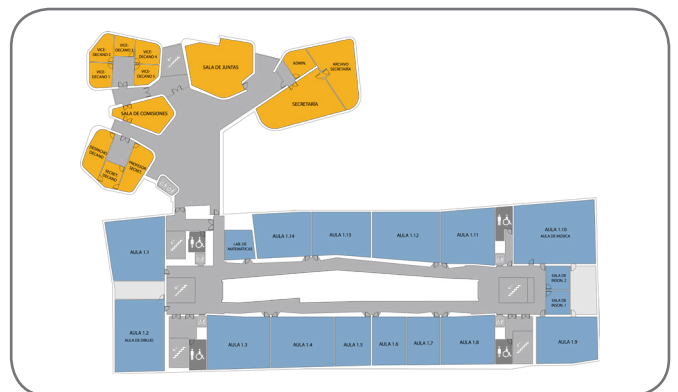 VICE-
DECANO 2
VICE-
DECANO 3
VICE-
DECANO 4
VICE-
DECANO 1
VICE-
DECANO 5
SALA DE JUNTAS
ADMIN.
ARCHIVO
SECRETARÍA
SECRETARÍA
SALA DE COMISIONES
DESPACHO
DECANO
SECRET.
DECANO
PROFESOR
SECRET.
AULA 1.1
LAB. DE
MATEMÁTICAS
AULA 1.14
AULA 1.13
AULA 1.12
AULA 1.11
AULA 1.10
AULA DE MÚSICA
SALA DE
INSON. 2
SALA DE
INSON. 1
AULA 1.2
AULA DE DIBUJO
AULA 1.3
AULA 1.4
AULA 1.5
AULA 1.6
AULA 1.7
AULA 1.8
AULA 1.9